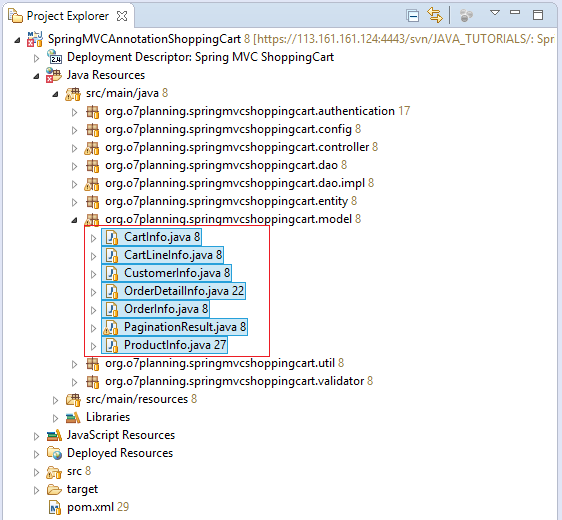 Project Explorer
SpringMVCAnnotationShoppingCart 8 [https://113.161.161.124:4443/svn/JAVA_TUTORIALS/: Spr
Deployment Descriptor: Spring MVC ShoppingCart
Java Resources
src/main/java 8
org.o7planning.springmvcshoppingcart.authentication 17
org.o7planning.springmvcshoppingcart.config 8
org.o7planning.springmvcshoppingcart.controller 8
org.o7planning.springmvcshoppingcart.dao 8
org.o7planning.springmvcshoppingcart.dao.impl 8
org.o7planning.springmvcshoppingcart.entity 8
org.o7planning.springmvcshoppingcart.model 8
CartInfo.java 8
CartLineInfo.java 8
CustomerInfo.java 8
OrderDetailInfo.java 22
OrderInfo.java 8
PaginationResult.java 8
ProductInfo.java 27
org.o7planning.springmvcshoppingcart.util 8
org.o7planning.springmvcshoppingcart.validator 8
src/main/resources 8
Libraries
JavaScript Resources
Deployed Resources
src 8
target
pom.xml 29